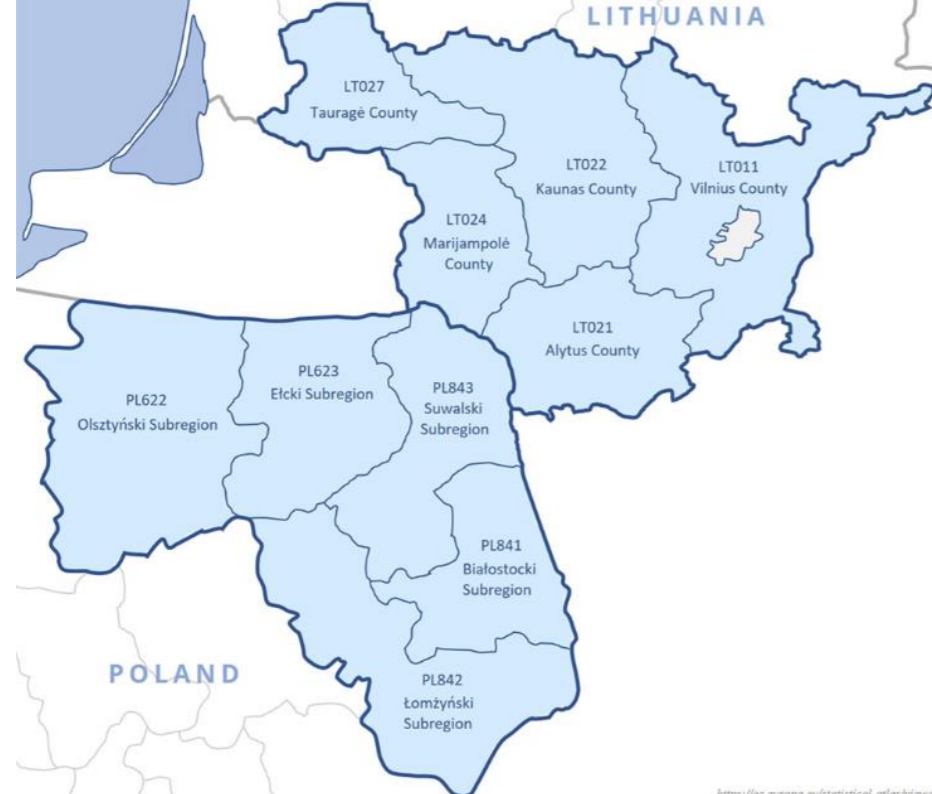 LITHUANIA
LT027
Tauragė County
LT022
Kaunas County
LT011
Vilnius County
LT024
Marijampolė
County
LT021
Alytus County
PL622
Olsztyński Subregion
PL623
Ełcki Subregion
PL843
Suwalski
Subregion
PL841
Białostocki
Subregion
POLAND
PL842
Łomżyński
Subregion